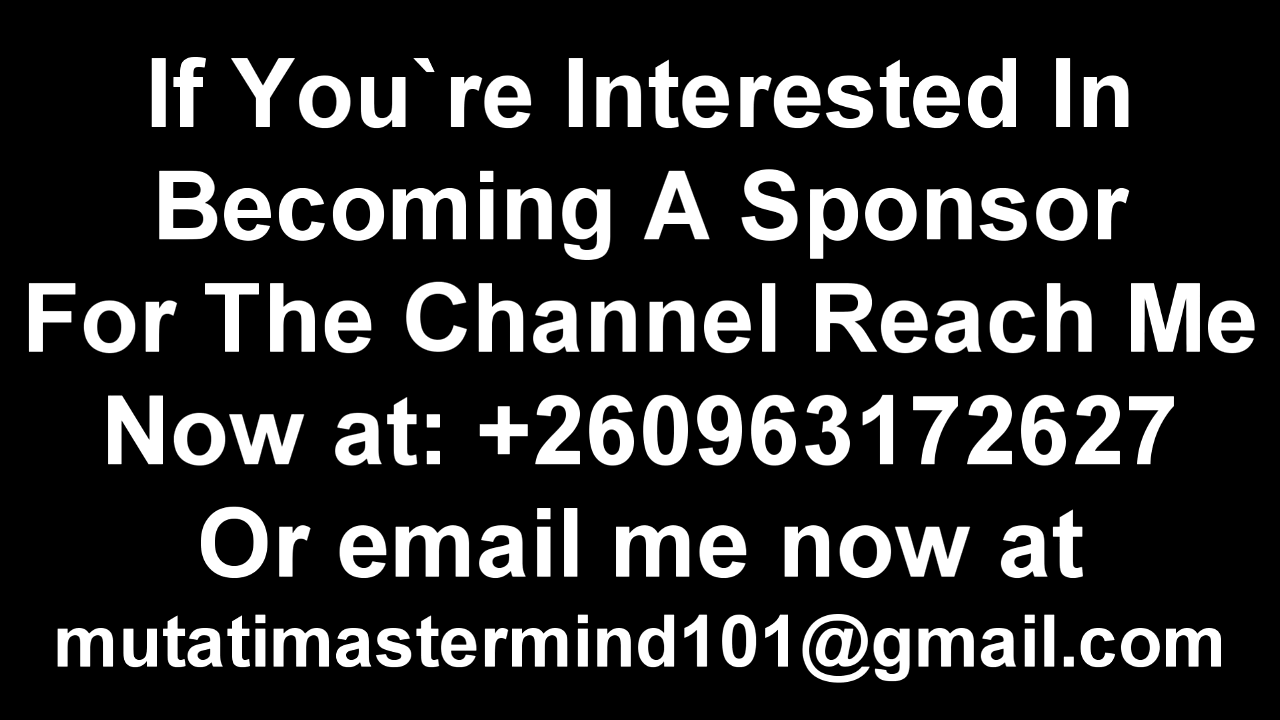 If You`re Interested In
Becoming A Sponsor
For The Channel Reach Me
Now at: +260963172627
Or email me now at
mutatimastermind101@gmail.com